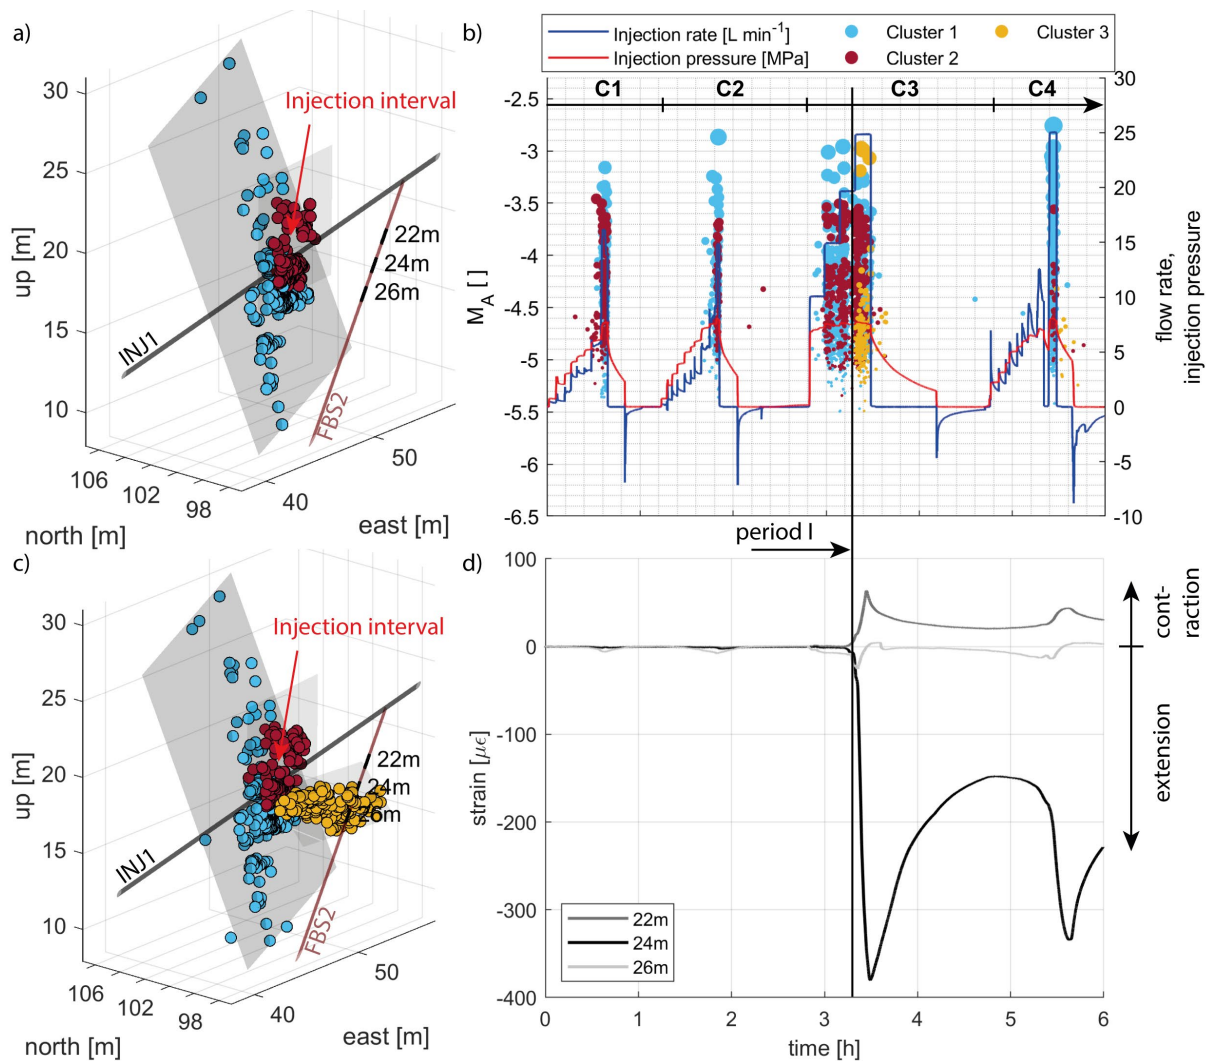 a)
30
25
20
15
10
up [m]
Injection interval
22m
24m
26m
INJ1
FBS2
106
102
98
40
50
north [m]
east [m]
b)
Injection rate [L min⁻¹]
Injection pressure [MPa]
Cluster 1
Cluster 2
Cluster 3
C1
C2
C3
C4
-2.5
-3
-3.5
-4
-4.5
-5
-5.5
-6
-6.5
M_A [ ]
30
25
20
15
10
5
0
-5
-10
flow rate,
injection pressure
period I
c)
30
25
20
15
10
up [m]
Injection interval
22m
24m
26m
INJ1
FBS2
106
102
98
40
50
north [m]
east [m]
d)
100
0
-100
-200
-300
-400
strain [με]
22m
24m
26m
0
1
2
3
4
5
6
time [h]
cont-
raction
extension